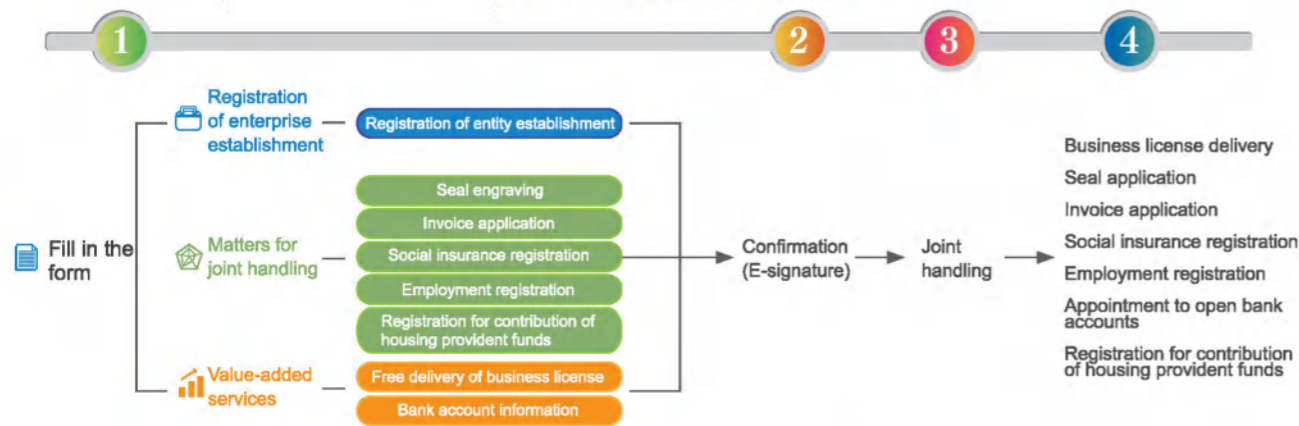 1
2
3
4
Fill in the
form
Registration
of enterprise
establishment
Registration of entity establishment
Matters for
joint handling
Seal engraving
Invoice application
Social insurance registration
Employment registration
Registration for contribution of
housing provident funds
Value-added
services
Free delivery of business license
Bank account information
Confirmation
(E-signature)
Joint
handling
Business license delivery
Seal application
Invoice application
Social insurance registration
Employment registration
Appointment to open bank
accounts
Registration for contribution
of housing provident funds